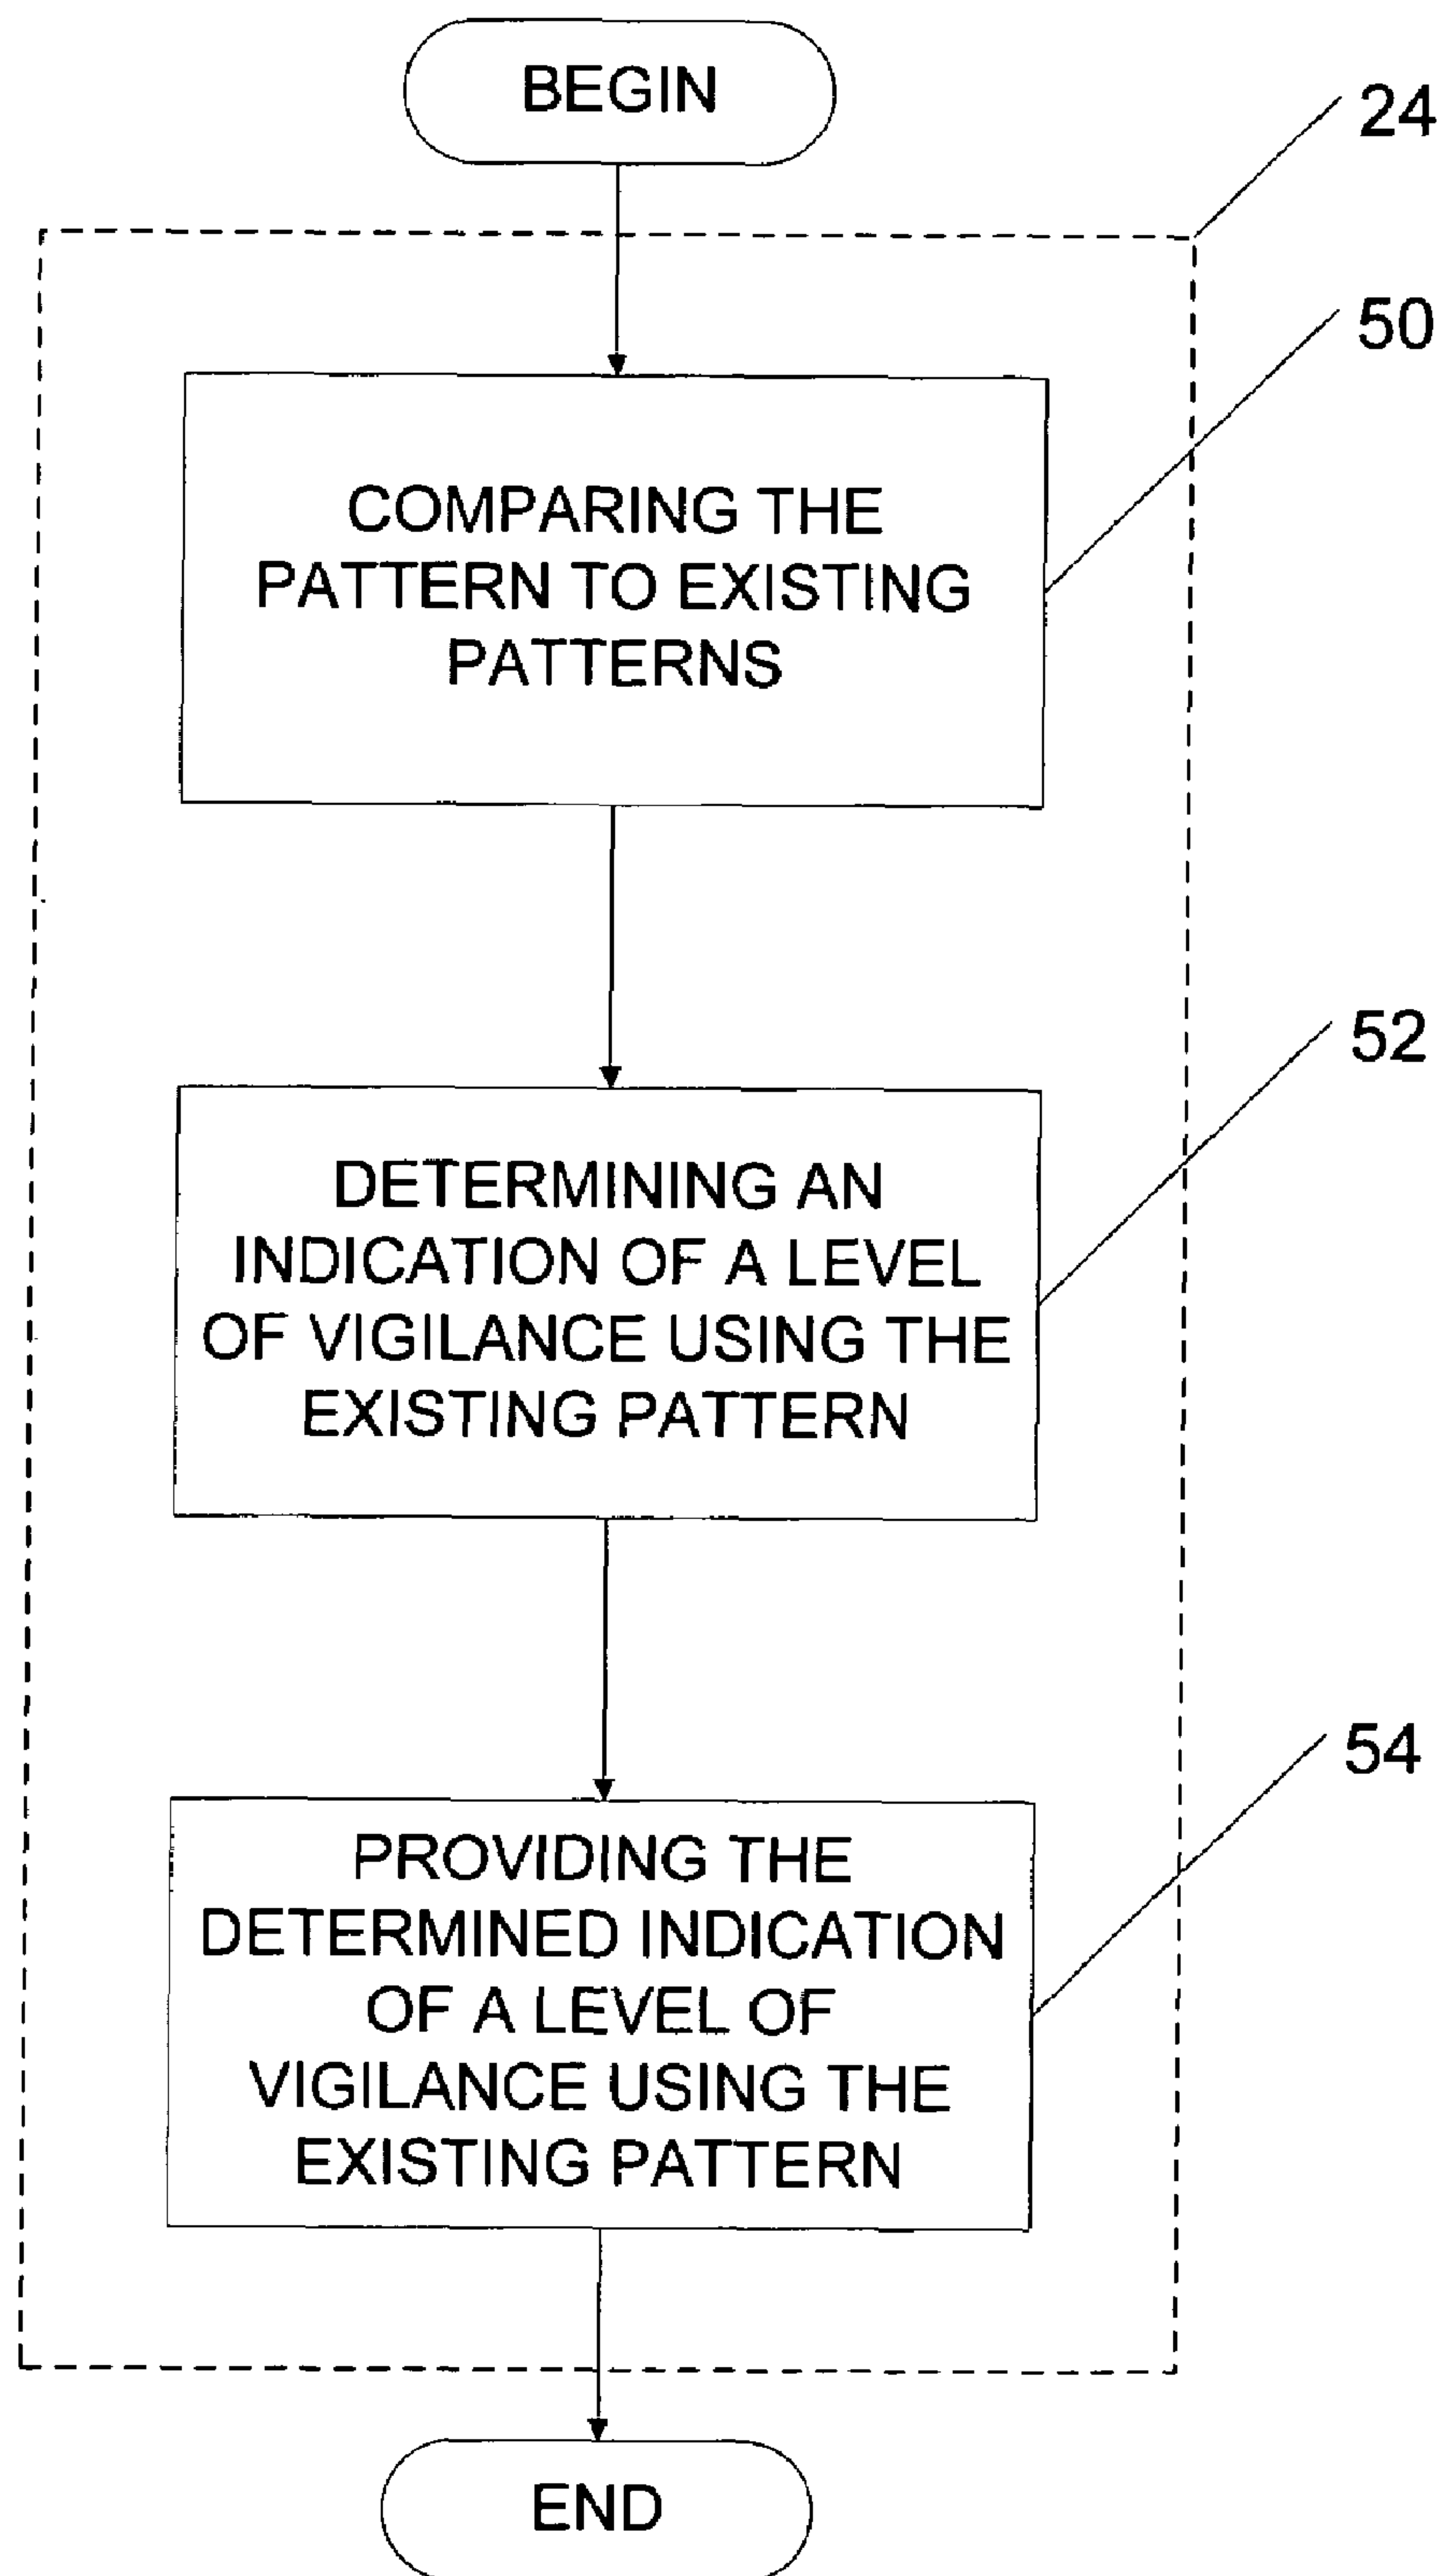 BEGIN
24
50
COMPARING THE
PATTERN TO EXISTING
PATTERNS
52
DETERMINING AN
INDICATION OF A LEVEL
OF VIGILANCE USING THE
EXISTING PATTERN
54
PROVIDING THE
DETERMINED INDICATION
OF A LEVEL OF
VIGILANCE USING THE
EXISTING PATTERN
END